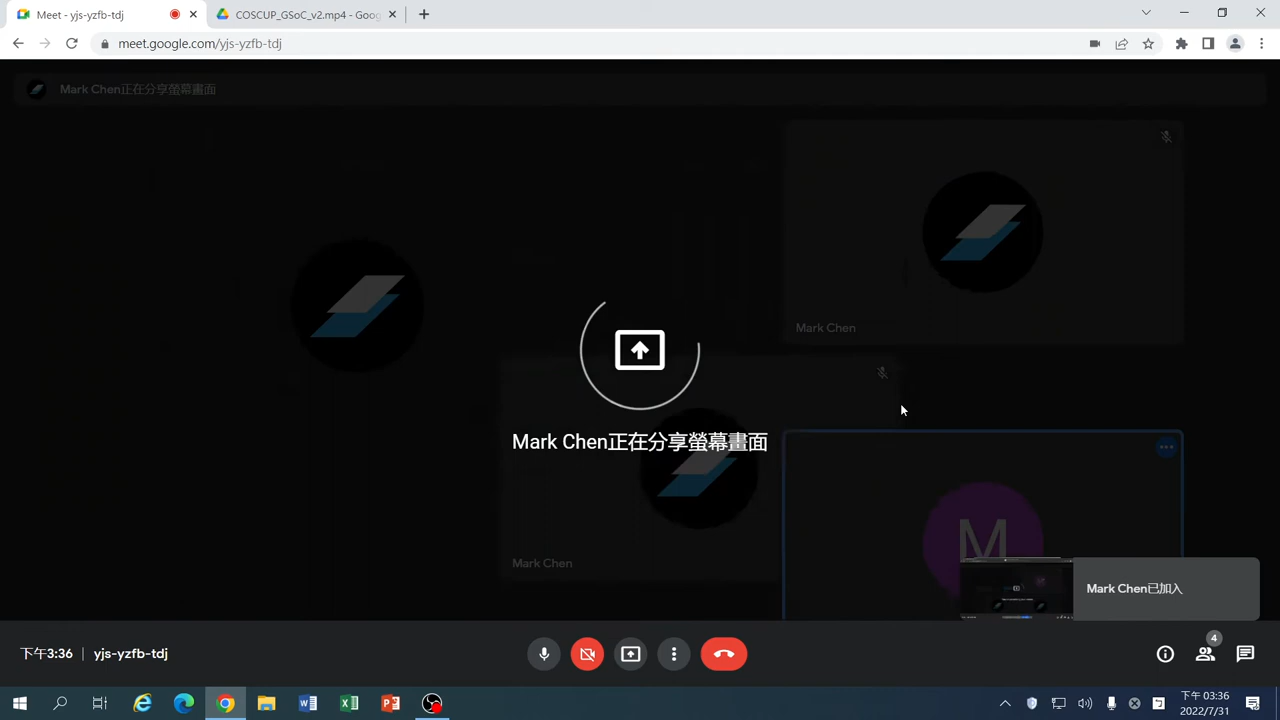 Meet - yjs-yzfb-tdj
COSCUP_GSoC_v2.mp4 - Goog
meet.google.com/yjs-yzfb-tdj
Mark Chen正在分享螢幕畫面
Mark Chen
Mark Chen正在分享螢幕畫面
Mark Chen
M
Mark Chen已加入
下午3:36
yjs-yzfb-tdj
4
下午 03:36
2022/7/31